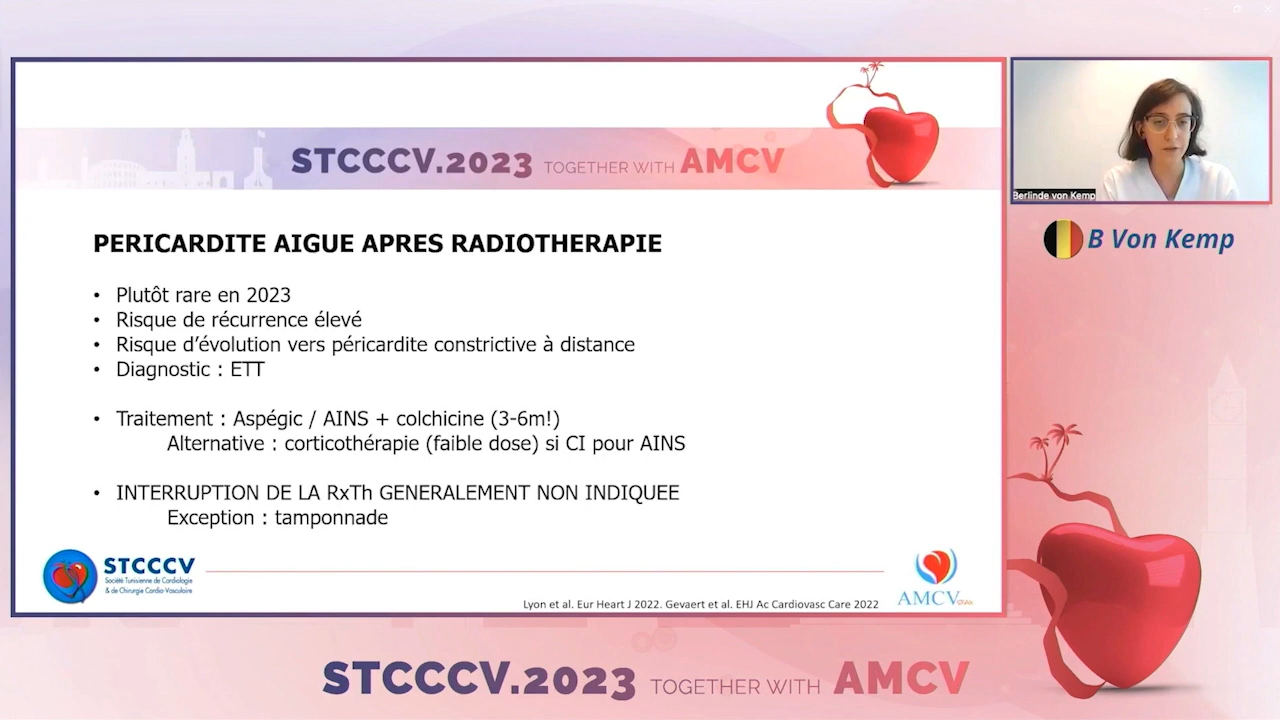 STCCCV.2023 TOGETHER WITH AMCV
PERICARDITE AIGUE APRES RADIOTHERAPIE
• Plutôt rare en 2023
• Risque de récurrence élevé
• Risque d’évolution vers péricardite constrictive à distance
• Diagnostic : ETT
• Traitement : Aspégic / AINS + colchicine (3-6m!)
Alternative : corticothérapie (faible dose) si CI pour AINS
• INTERRUPTION DE LA RxTh GENERALEMENT NON INDIQUEE
Exception : tamponnade
STCCCV
Société Tunisienne de Cardiologie
& de Chirurgie Cardio-Vasculaire
Lyon et al. Eur Heart J 2022. Gevaert et al. EHJ Ac Cardiovasc Care 2022
AMCV
Berlinde von Kemp
B Von Kemp
STCCCV.2023 TOGETHER WITH AMCV